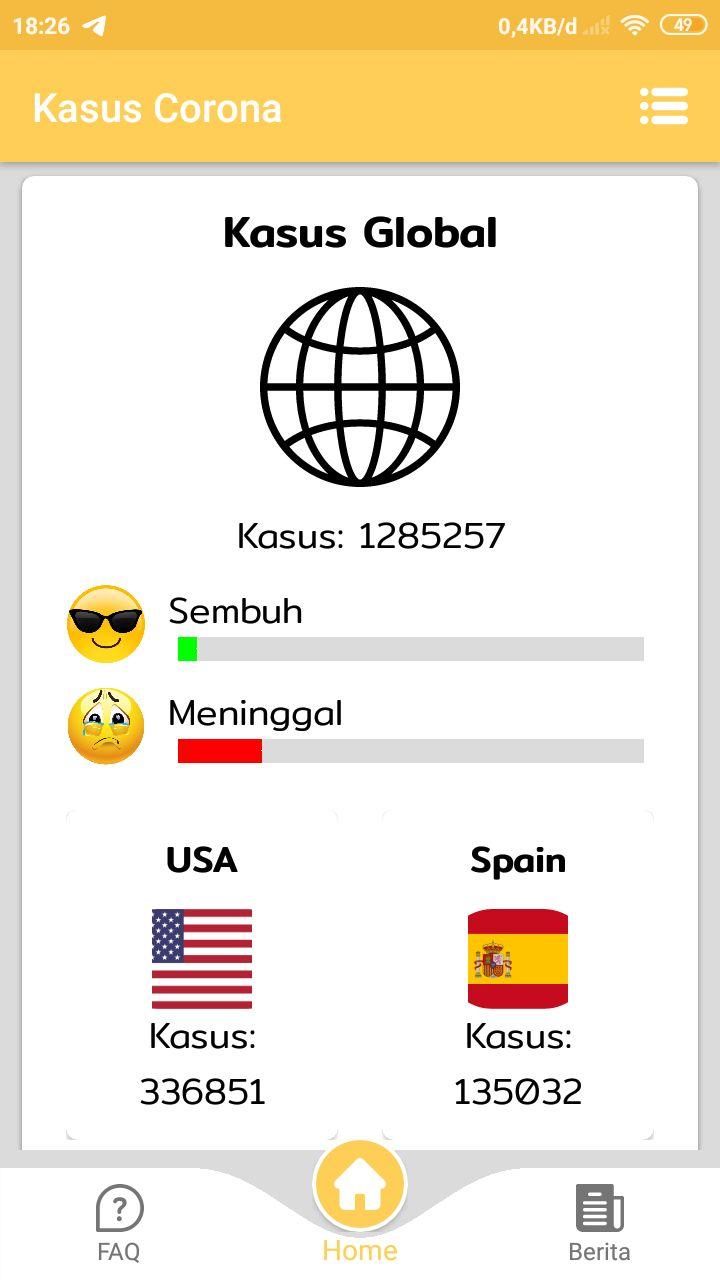 18:26
0,4KB/d
49
Kasus Corona
Kasus Global
Kasus: 1285257
Sembuh
Meninggal
USA
Kasus:
336851
Spain
Kasus:
135032
?
FAQ
Home
Berita